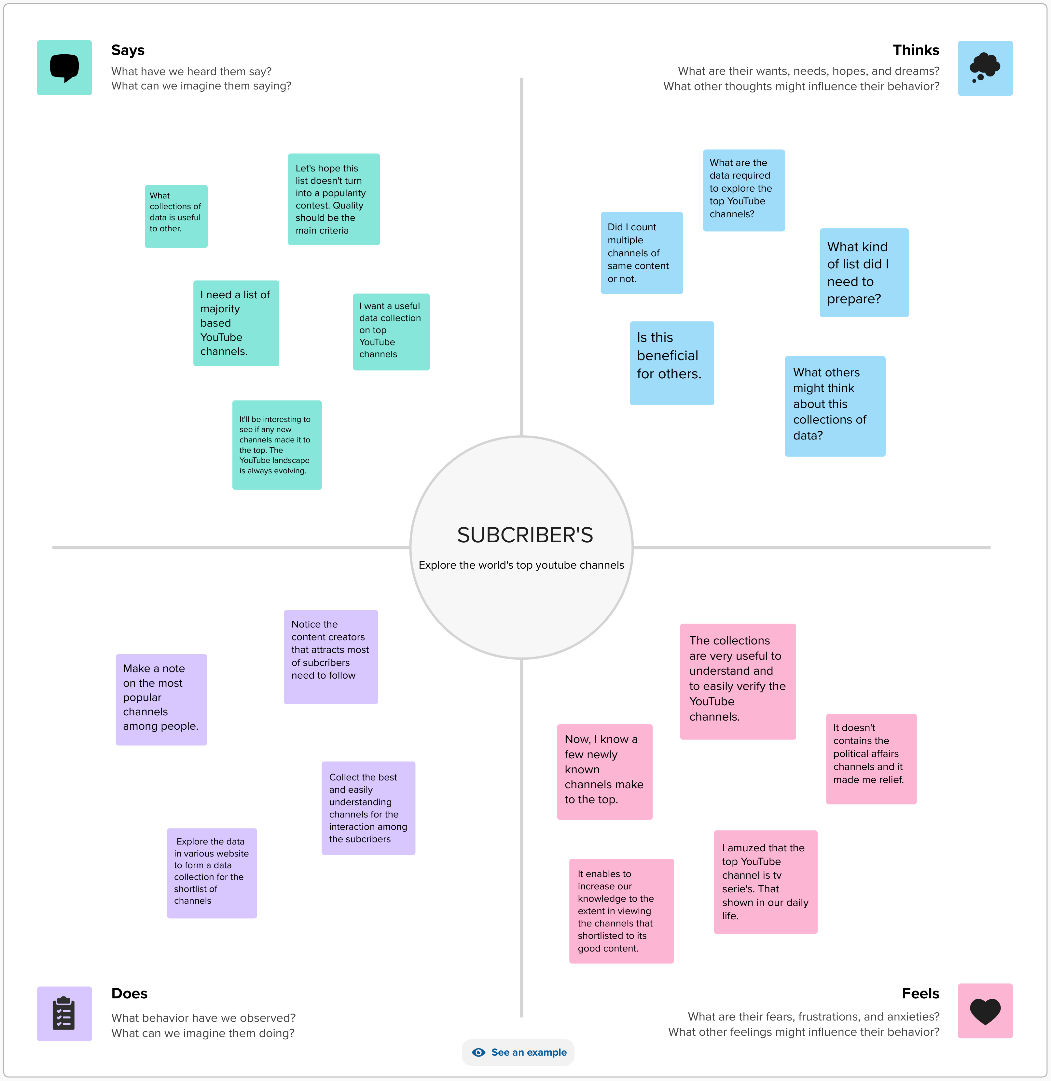 Says
What have we heard them say?
What can we imagine them saying?
Thinks
What are their wants, needs, hopes, and dreams?
What other thoughts might influence their behavior?
What
collections of
data is useful
to other.
Let's hope this
list doesn't turn
into a popularity
contest. Quality
should be the
main criteria
I need a list of
majority
based
YouTube
channels.
I want a useful
data collection
on top
YouTube
channels
It'll be interesting to
see if any new
channels made it to
the top. The
YouTube landscape
is always evolving.
What are the
data required
to explore the
top YouTube
channels?
Did I count
multiple
channels of
same content
or not.
What kind
of list did I
need to
prepare?
Is this
beneficial
for others.
What others
might think
about this
collections of
data?
SUBCRIBER'S
Explore the world's top youtube channels
Notice the
content creators
that attracts most
of subcribers
need to follow
Make a note
on the most
popular
channels
among people.
Collect the best
and easily
understanding
channels for the
interaction among
the subcribers
Explore the data
in various website
to form a data
collection for the
shortlist of
channels
The collections
are very useful to
understand and
to easily verify the
YouTube
channels.
Now, I know a
few newly
known
channels make
to the top.
It doesn't
contains the
political affairs
channels and it
made me relief.
I amuzed that the
top YouTube
channel is tv
serie's. That
shown in our daily
life.
It enables to
increase our
knowledge to the
extent in viewing
the channels that
shortlisted to its
good content.
Does
What behavior have we observed?
What can we imagine them doing?
Feels
What are their fears, frustrations, and anxieties?
What other feelings might influence their behavior?
See an example